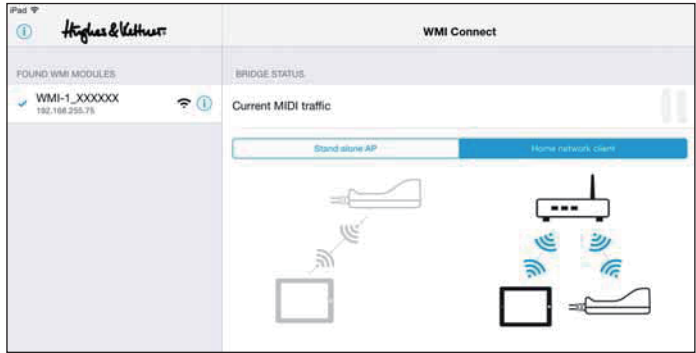 iPad
Hughes & Kettner
WMI Connect
FOUND WMI MODULES
WMI-1_XXXXXX
192.168.255.75
BRIDGE STATUS
Current MIDI traffic
Stand alone AP
Home network client